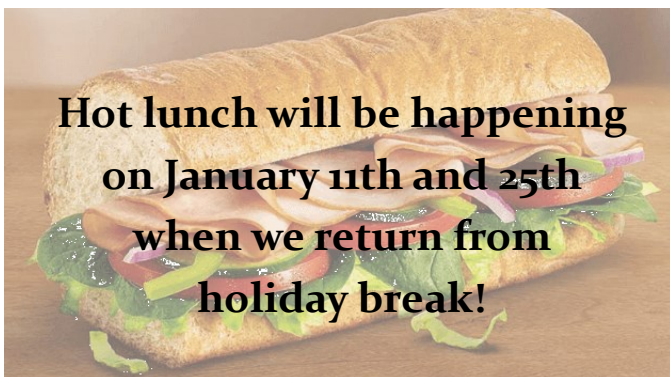 Hot lunch will be happening
on January 11th and 25th
when we return from
holiday break!